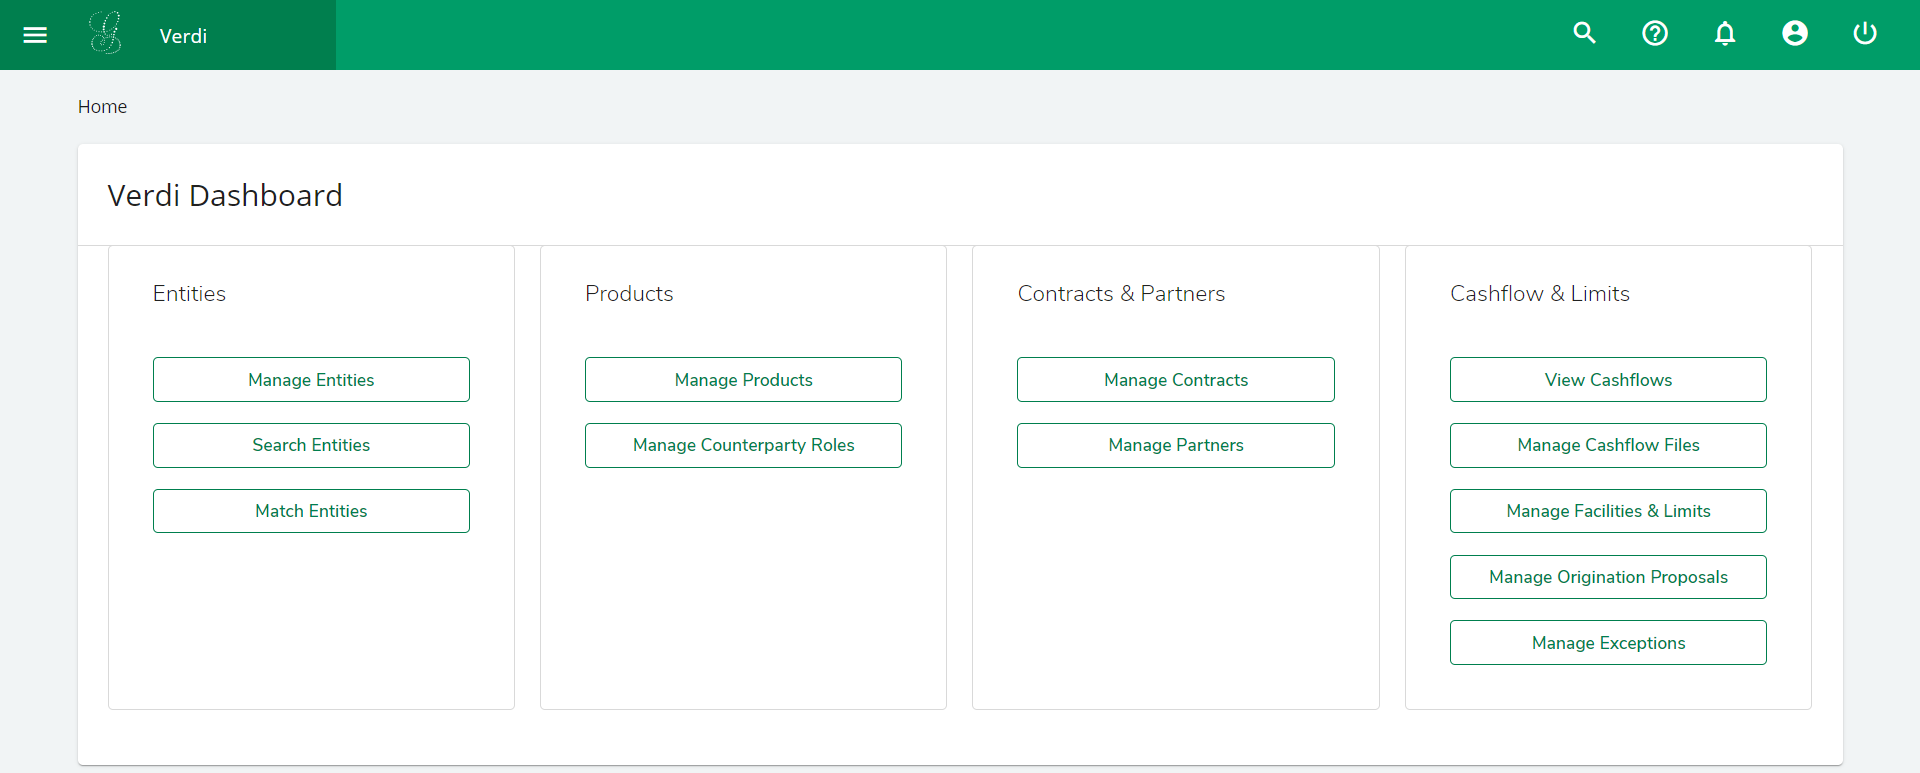 Verdi
Home
Verdi Dashboard
Entities
Manage Entities
Search Entities
Match Entities
Products
Manage Products
Manage Counterparty Roles
Contracts & Partners
Manage Contracts
Manage Partners
Cashflow & Limits
View Cashflows
Manage Cashflow Files
Manage Facilities & Limits
Manage Origination Proposals
Manage Exceptions